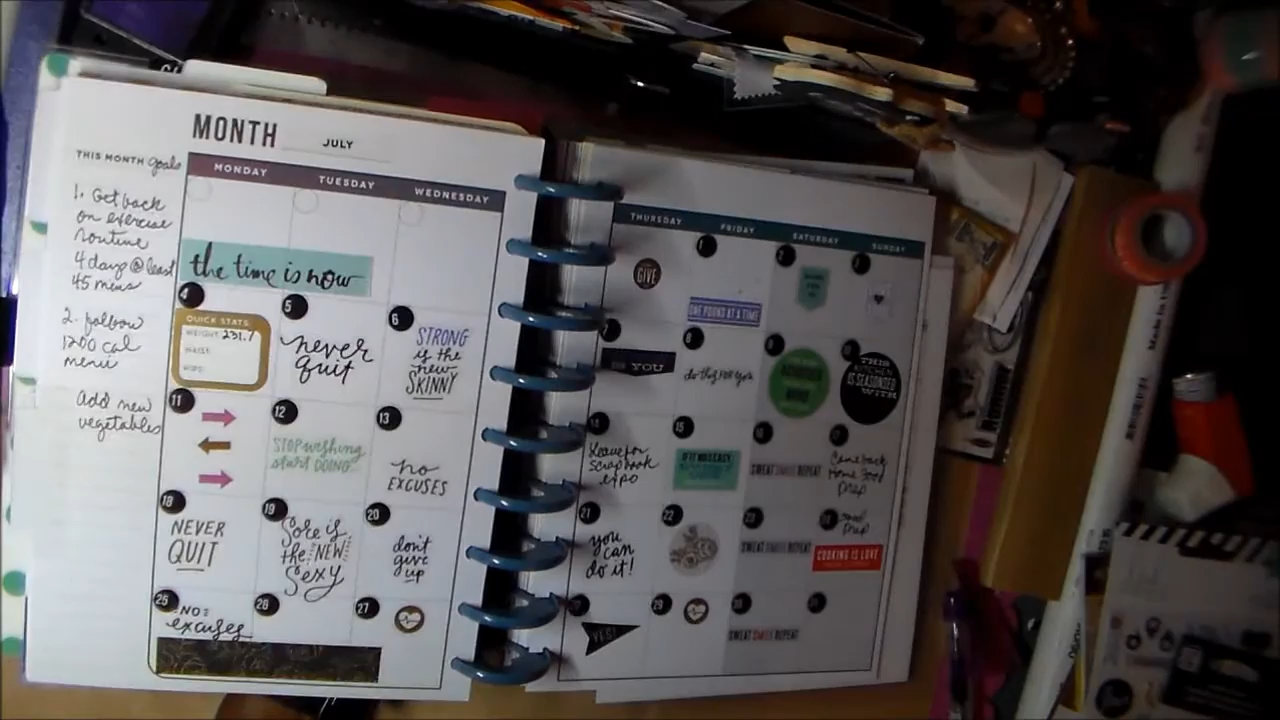 MONTH JULY
THIS MONTH goals
1. Get back
on exercise
routine
4 days @ least
45 mins
2. follow
1200 cal
menu
add new
vegetables
MONDAY TUESDAY WEDNESDAY
the time is now
4 5 6
QUICK STATS
WEIGHT 231.7
WAIST
HIPS
never
quit
STRONG
is the
new
SKINNY
11 12 13
STOP wishing
start DOING
no
EXCUSES
18 19 20
NEVER
QUIT
Sore is
the NEW
Sexy
don't
give
up
25 26 27
NO
excuses
THURSDAY FRIDAY SATURDAY SUNDAY
1 2 3
GIVE
ONE POUND AT A TIME
8
YOU
do this FOR you
THIS
KITCHEN
IS SEASONED
WITH
14 15 16 17
Leave for
scrapbook
expo
SWEAT SMILE REPEAT
Come back
Home Food
Prep
21 22 23
you
can
do it!
SWEAT SMILE REPEAT
Food
Prep
COOKING IS LOVE
29 30 31
YES!
SWEAT SMILE REPEAT